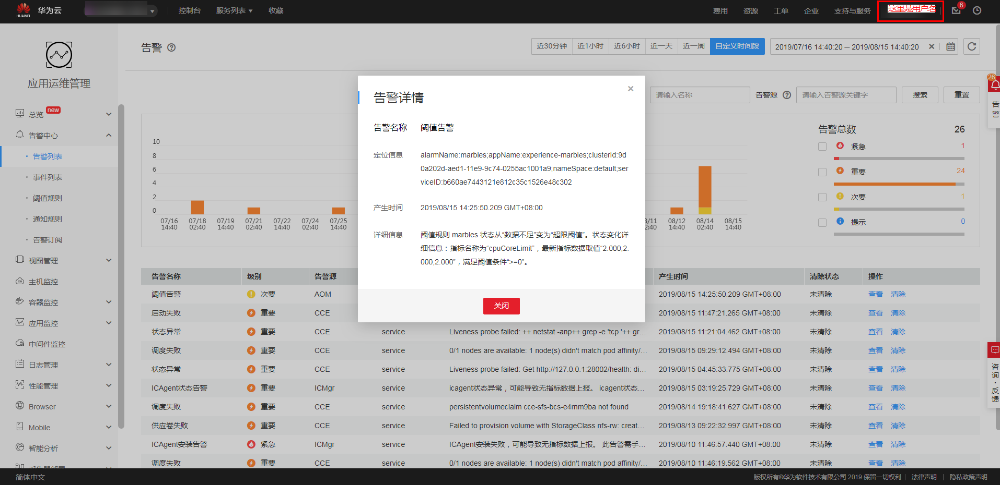 HUAWEI 华为云 控制台 服务列表 收藏 费用 资源 工单 企业 支持与服务 这里是用户名 6
应用运维管理
总览 new
告警中心
告警列表
事件列表
阈值规则
通知规则
告警订阅
视图管理
主机监控
容器监控
应用监控
中间件监控
日志管理
性能管理
Browser
Mobile
智能分析
告警 近30分钟 近1小时 近6小时 近一天 近一周 自定义时间段 2019/07/16 14:40:20 – 2019/08/15 14:40:20
请输入名称 告警源 请输入告警源关键字 搜索 重置
10
8
6
4
2
0
07/16 14:40
07/18 02:40
07/19 14:40
07/21 02:40
07/22 14:40
07/24 02:40
07/25 14:40
/11 2:40
08/12 14:40
08/14 02:40
08/15 14:40
告警总数 26
紧急 1
重要 24
次要 1
提示 0
告警详情 ×
告警名称 阈值告警
定位信息 alarmName:marbles;appName:experience-marbles;clusterId:9d
0a202d-aed1-11e9-9c74-0255ac1001a9;nameSpace:default;ser
viceID:b660ae7443121e812c35c1526e48c302
产生时间 2019/08/15 14:25:50.209 GMT+08:00
详细信息 阈值规则 marbles 状态从“数据不足”变为“超限阈值”。状态变化详
细信息：指标名称为“cpuCoreLimit”，最新指标数据取值“2.000,2.
000,2.000”，满足阈值条件“>=0”。
关闭
告警名称 级别 告警源 产生时间 清除状态 操作
阈值告警 次要 AOM 2019/08/15 14:25:50.209 GMT+08:00 未清除 查看 清除
启动失败 重要 CCE 2019/08/15 11:47:21.265 GMT+08:00 未清除 查看 清除
状态异常 重要 CCE service Liveness probe failed: ++ netstat -anp++ grep -e 'tcp '++ gr... 2019/08/15 11:21:04.462 GMT+08:00 未清除 查看 清除
调度失败 重要 CCE service 0/1 nodes are available: 1 node(s) didn't match pod affinity/... 2019/08/15 09:29:12.494 GMT+08:00 未清除 查看 清除
状态异常 重要 CCE service Liveness probe failed: Get http://127.0.0.1:28002/health: di... 2019/08/15 04:45:33.775 GMT+08:00 未清除 查看 清除
ICAgent状态告警 重要 ICMgr service icagent状态异常，可能导致无指标数据上报。 icagent状态... 2019/08/15 03:19:25.729 GMT+08:00 未清除 查看 清除
调度失败 重要 CCE service persistentvolumeclaim cce-sfs-bcs-e4rnm9ba not found 2019/08/14 19:18:41.627 GMT+08:00 未清除 查看 清除
供应卷失败 重要 CCE service Failed to provision volume with StorageClass nfs-rw: creat... 2019/08/13 09:22:32.997 GMT+08:00 未清除 查看 清除
ICAgent安装告警 紧急 ICMgr service ICAgent安装失败，可能导致无指标数据上报。 此告警需手... 2019/08/10 11:46:57.440 GMT+08:00 未清除 查看 清除
调度失败 重要 CCE service 0/1 nodes are available: 1 node(s) didn't match pod affinity/... 2019/08/10 11:46:19.562 GMT+08:00 未清除 查看 清除
26
告警
咨询·反馈
简体中文 版权所有©华为软件技术有限公司 2019 保留一切权利 | 法律声明 | 隐私政策声明